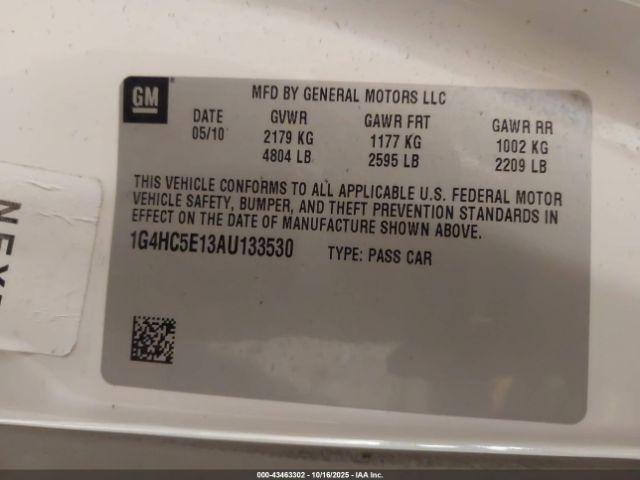 GM
MFD BY GENERAL MOTORS LLC
DATE GVWR GAWR FRT GAWR RR
05/10 2179 KG 1177 KG 1002 KG
4804 LB 2595 LB 2209 LB
THIS VEHICLE CONFORMS TO ALL APPLICABLE U.S. FEDERAL MOTOR
VEHICLE SAFETY, BUMPER, AND THEFT PREVENTION STANDARDS IN
EFFECT ON THE DATE OF MANUFACTURE SHOWN ABOVE.
1G4HC5E13AU133530 TYPE: PASS CAR
000-43463302 - 10/16/2025 - IAA Inc.